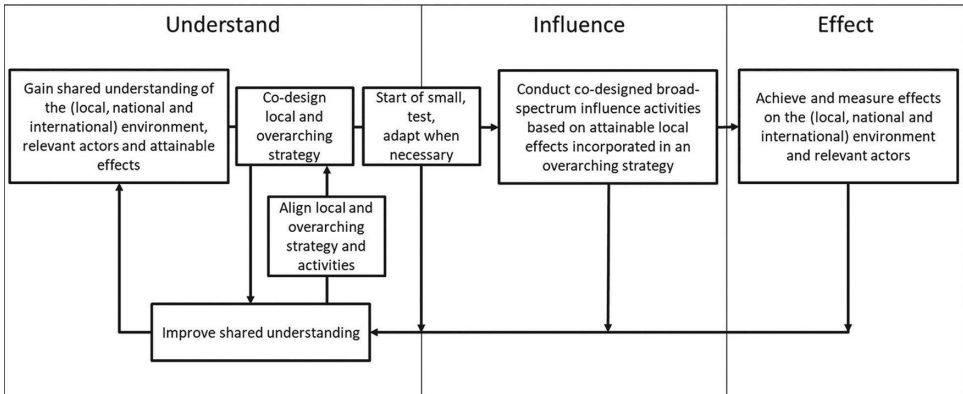 Understand
Influence
Effect
Gain shared understanding of
the (local, national and
international) environment,
relevant actors and attainable
effects
Co-design
local and
overarching
strategy
Start of small,
test,
adapt when
necessary
Conduct co-designed broad-
spectrum influence activities
based on attainable local
effects incorporated in an
overarching strategy
Achieve and measure effects
on the (local, national and
international) environment
and relevant actors
Align local and
overarching
strategy and
activities
Improve shared understanding